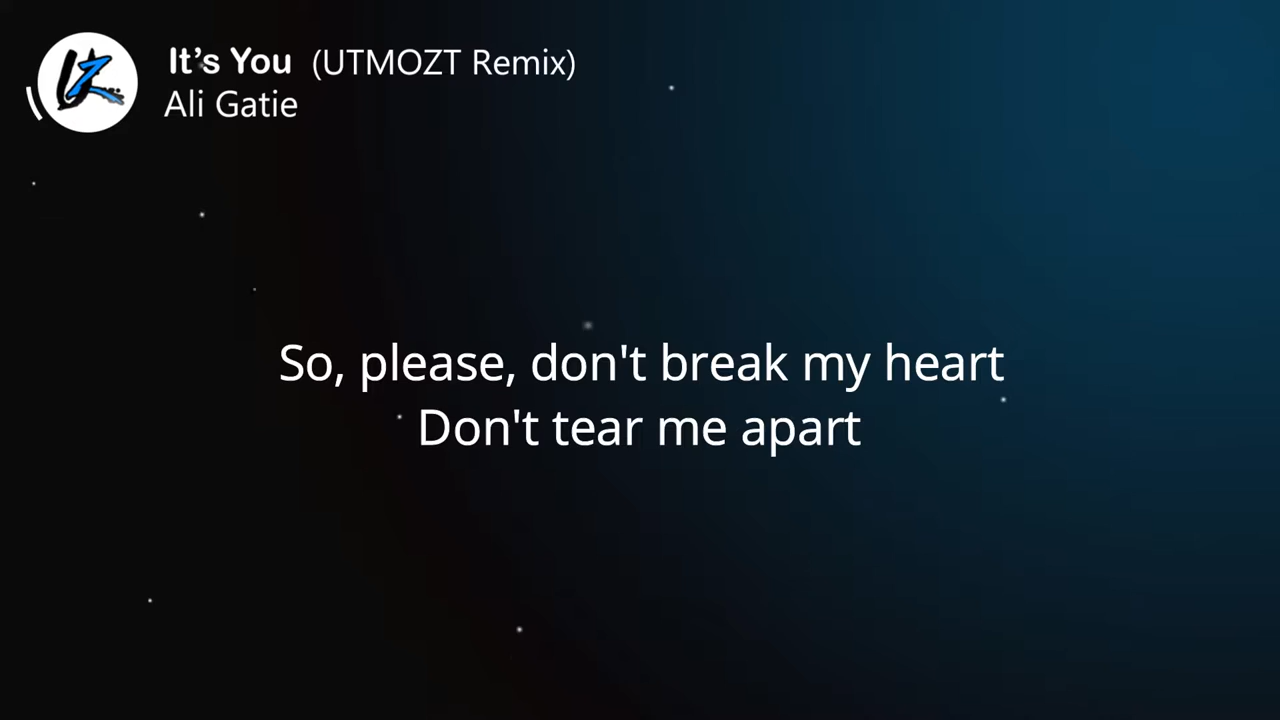 It’s You (UTMOZT Remix)
Ali Gatie
So, please, don't break my heart
Don't tear me apart